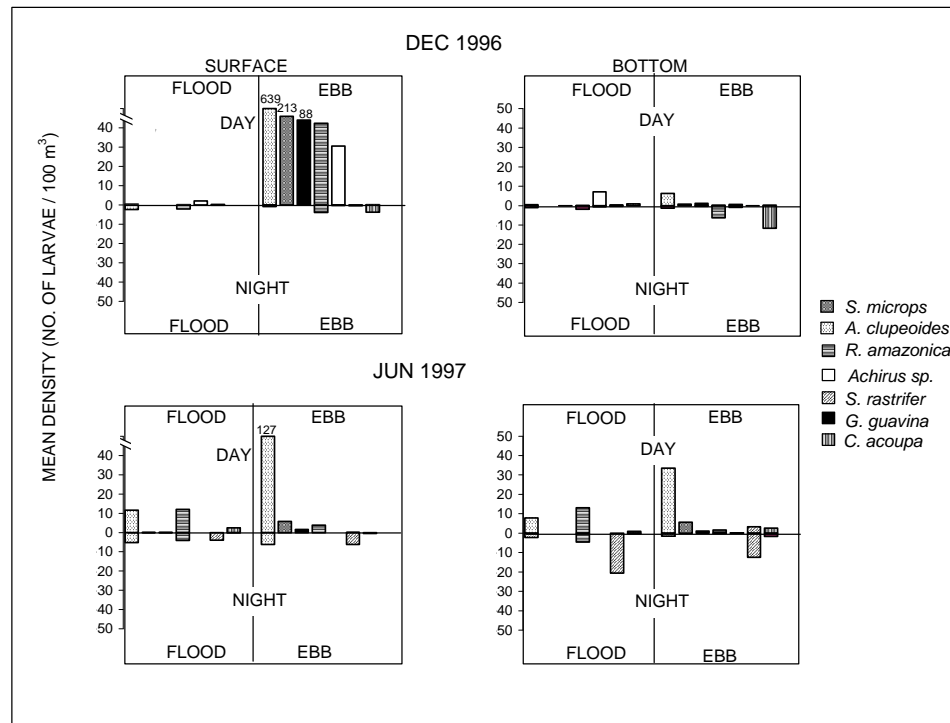 DEC 1996
SURFACE
BOTTOM
FLOOD
EBB
FLOOD
EBB
639
213
88
DAY
DAY
40
30
20
10
0
10
20
30
40
50
50
40
30
20
10
0
10
20
30
40
50
NIGHT
NIGHT
FLOOD
EBB
FLOOD
EBB
MEAN DENSITY (NO. OF LARVAE / 100 m³)
JUN 1997
FLOOD
EBB
FLOOD
EBB
127
DAY
DAY
40
30
20
10
0
10
20
30
40
50
50
40
30
20
10
0
10
20
30
40
50
NIGHT
NIGHT
FLOOD
EBB
FLOOD
EBB
S. microps
A. clupeoides
R. amazonica
Achirus sp.
S. rastrifer
G. guavina
C. acoupa